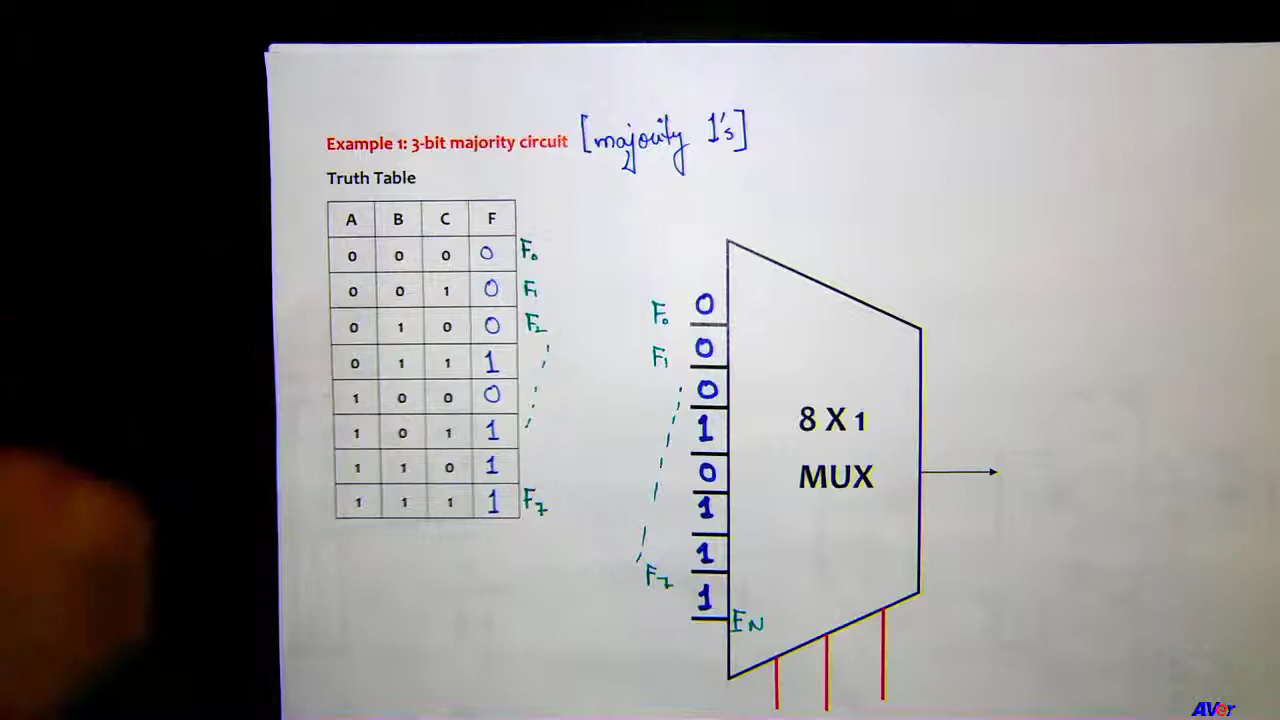 Example 1: 3-bit majority circuit [majority 1's]
Truth Table
A B C F
0 0 0 0 F₀
0 0 1 0 F₁
0 1 0 0 F₂
0 1 1 1
1 0 0 0
1 0 1 1
1 1 0 1
1 1 1 1 F₇
F₀ 0
F₁ 0
0
1
0
1
1
F₇ 1
EN
8 X 1
MUX
AVer